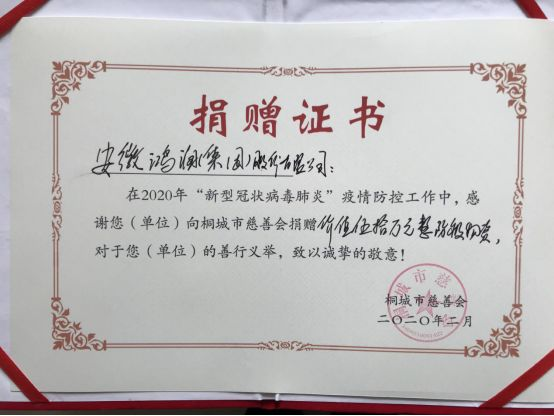 捐赠证书
安徽鸿润(集团)股份有限公司：
在2020年“新型冠状病毒肺炎”疫情防控工作中，感
谢您（单位）向桐城市慈善会捐赠价值伍拾万元整防疫物资，
对于您（单位）的善行义举，致以诚挚的敬意！
桐城市慈善会
二〇二〇年二月